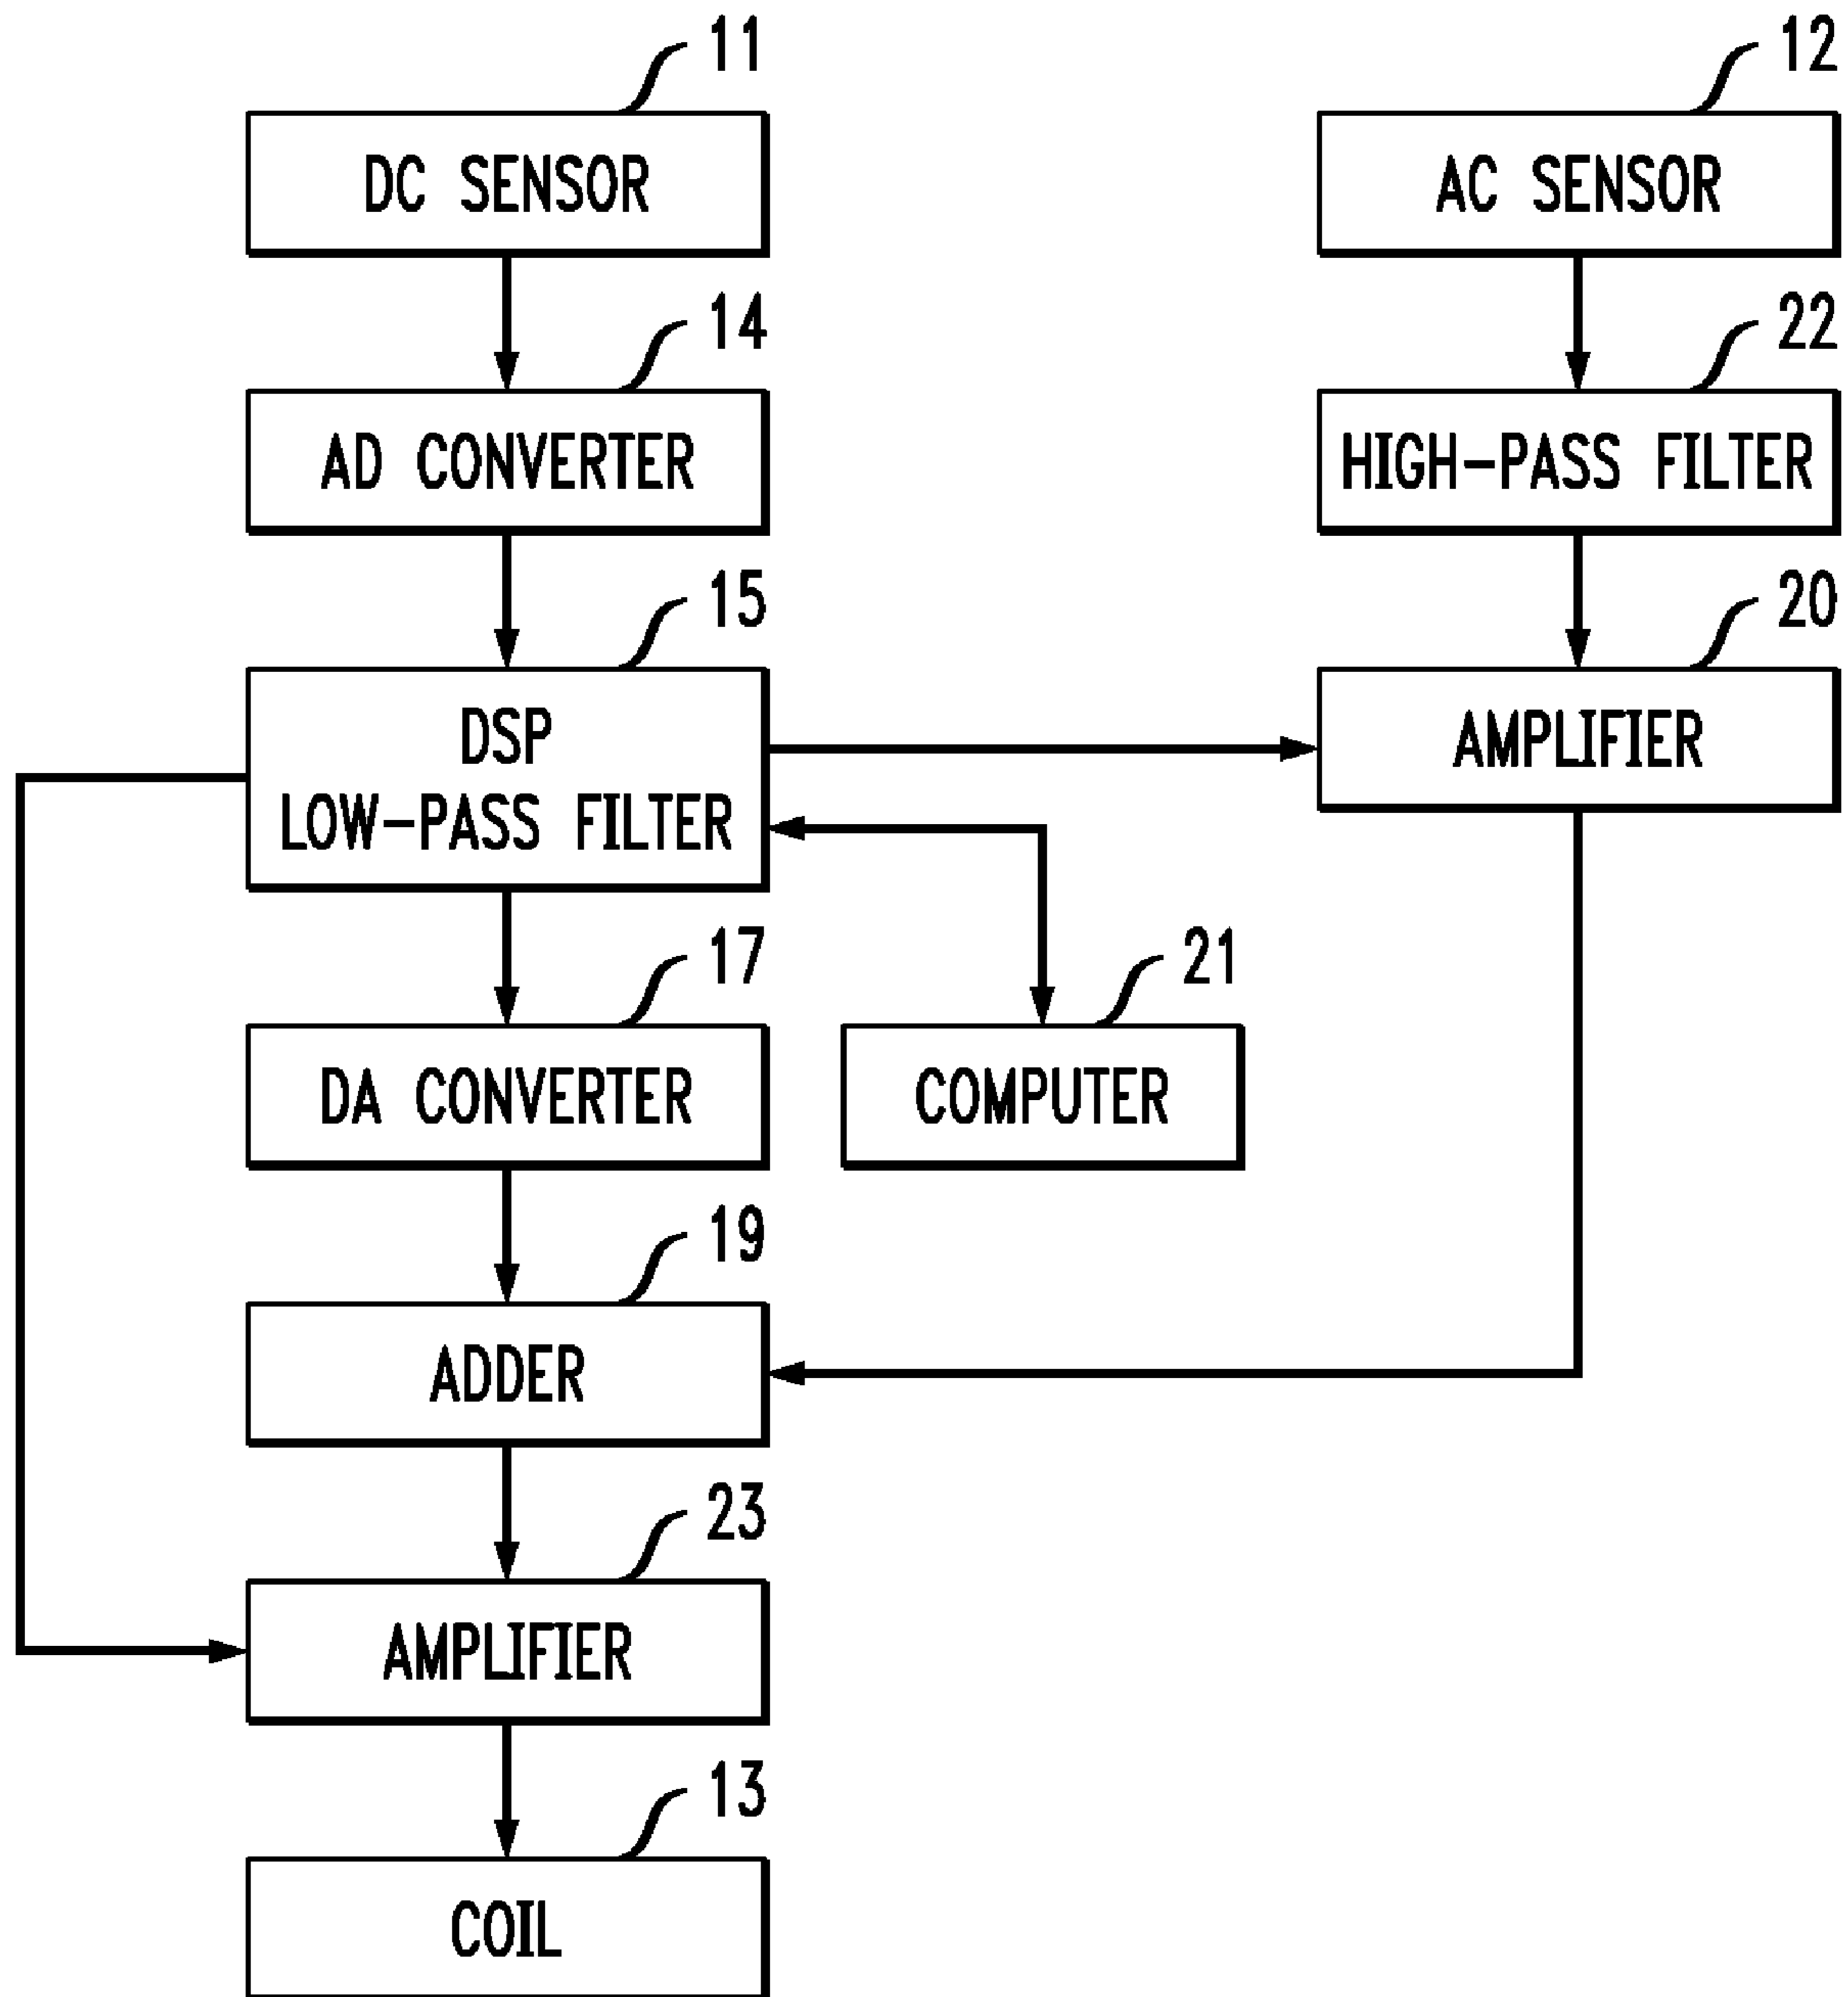 11
12
DC SENSOR
AC SENSOR
14
22
AD CONVERTER
HIGH-PASS FILTER
15
20
DSP
LOW-PASS FILTER
AMPLIFIER
17
21
DA CONVERTER
COMPUTER
19
ADDER
23
AMPLIFIER
13
COIL